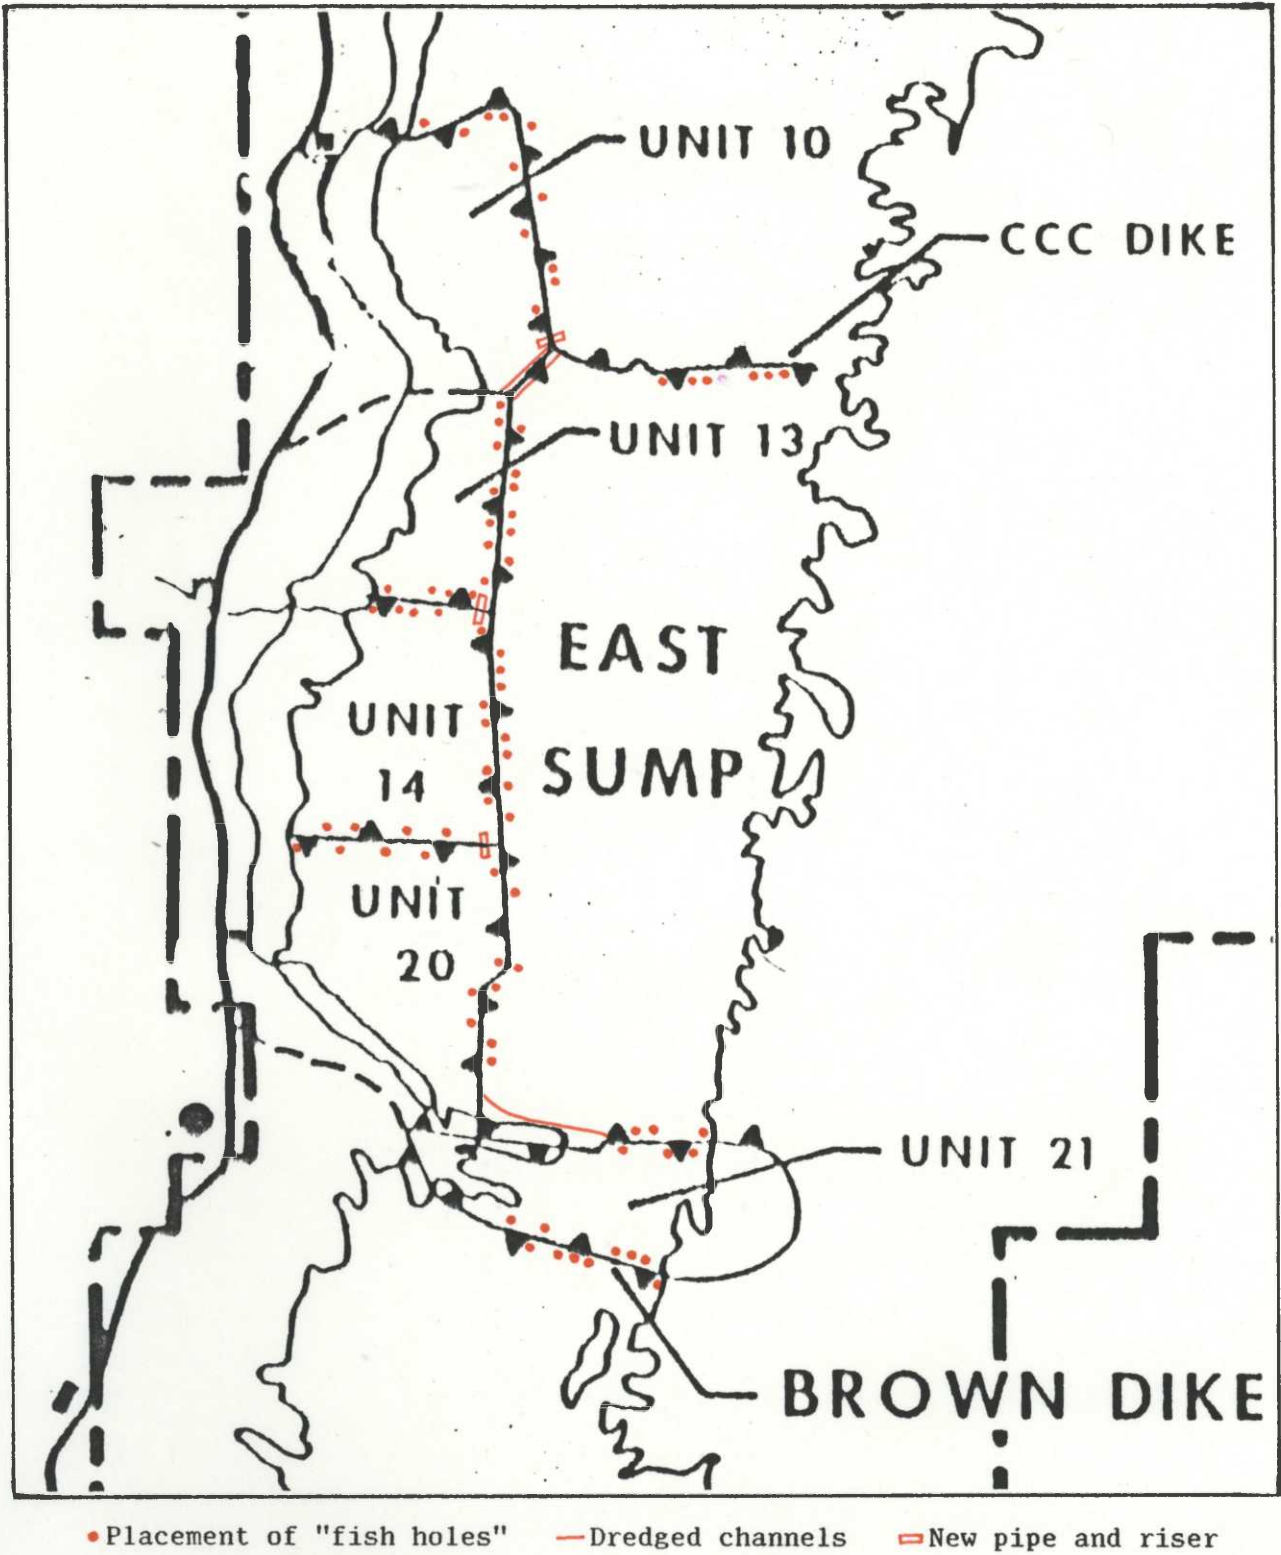 UNIT 10
CCC DIKE
UNIT 13
EAST
SUMP
UNIT
14
UNIT
20
UNIT 21
BROWN DIKE
Placement of "fish holes"
Dredged channels
New pipe and riser